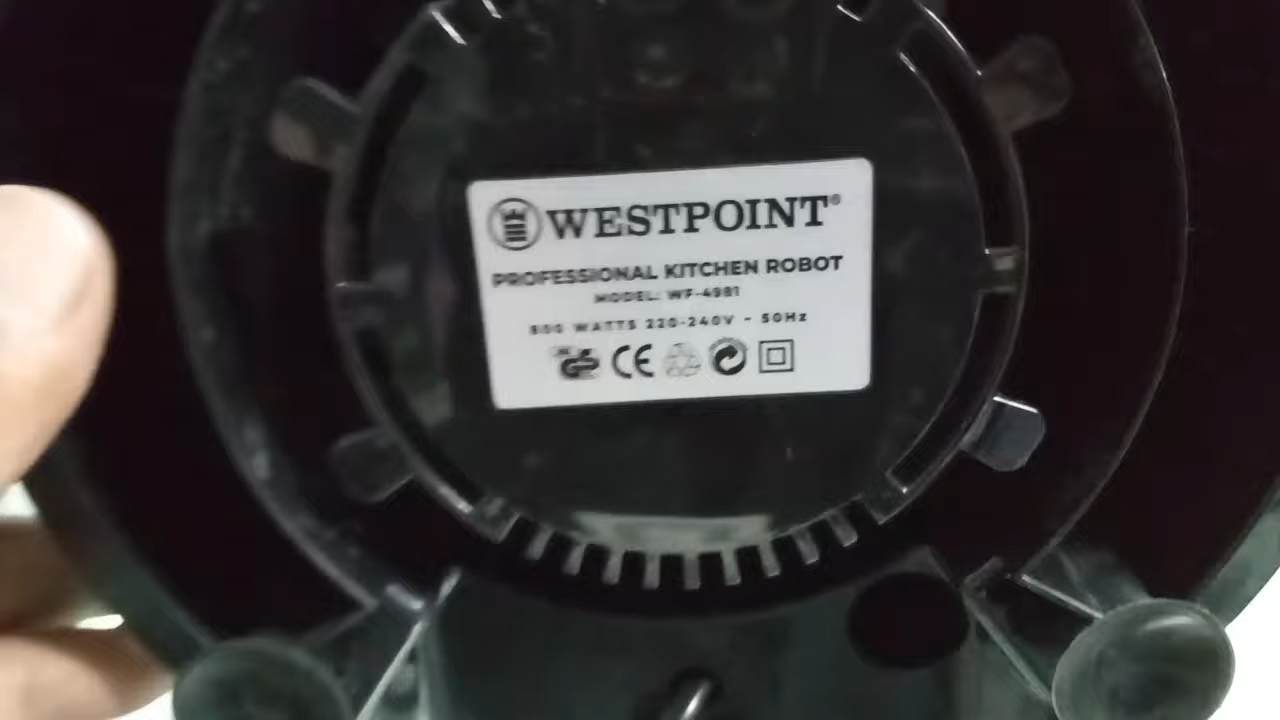 WESTPOINT®
PROFESSIONAL KITCHEN ROBOT
MODEL: WF-4981
800 WATTS 220-240V ~ 50Hz
CE